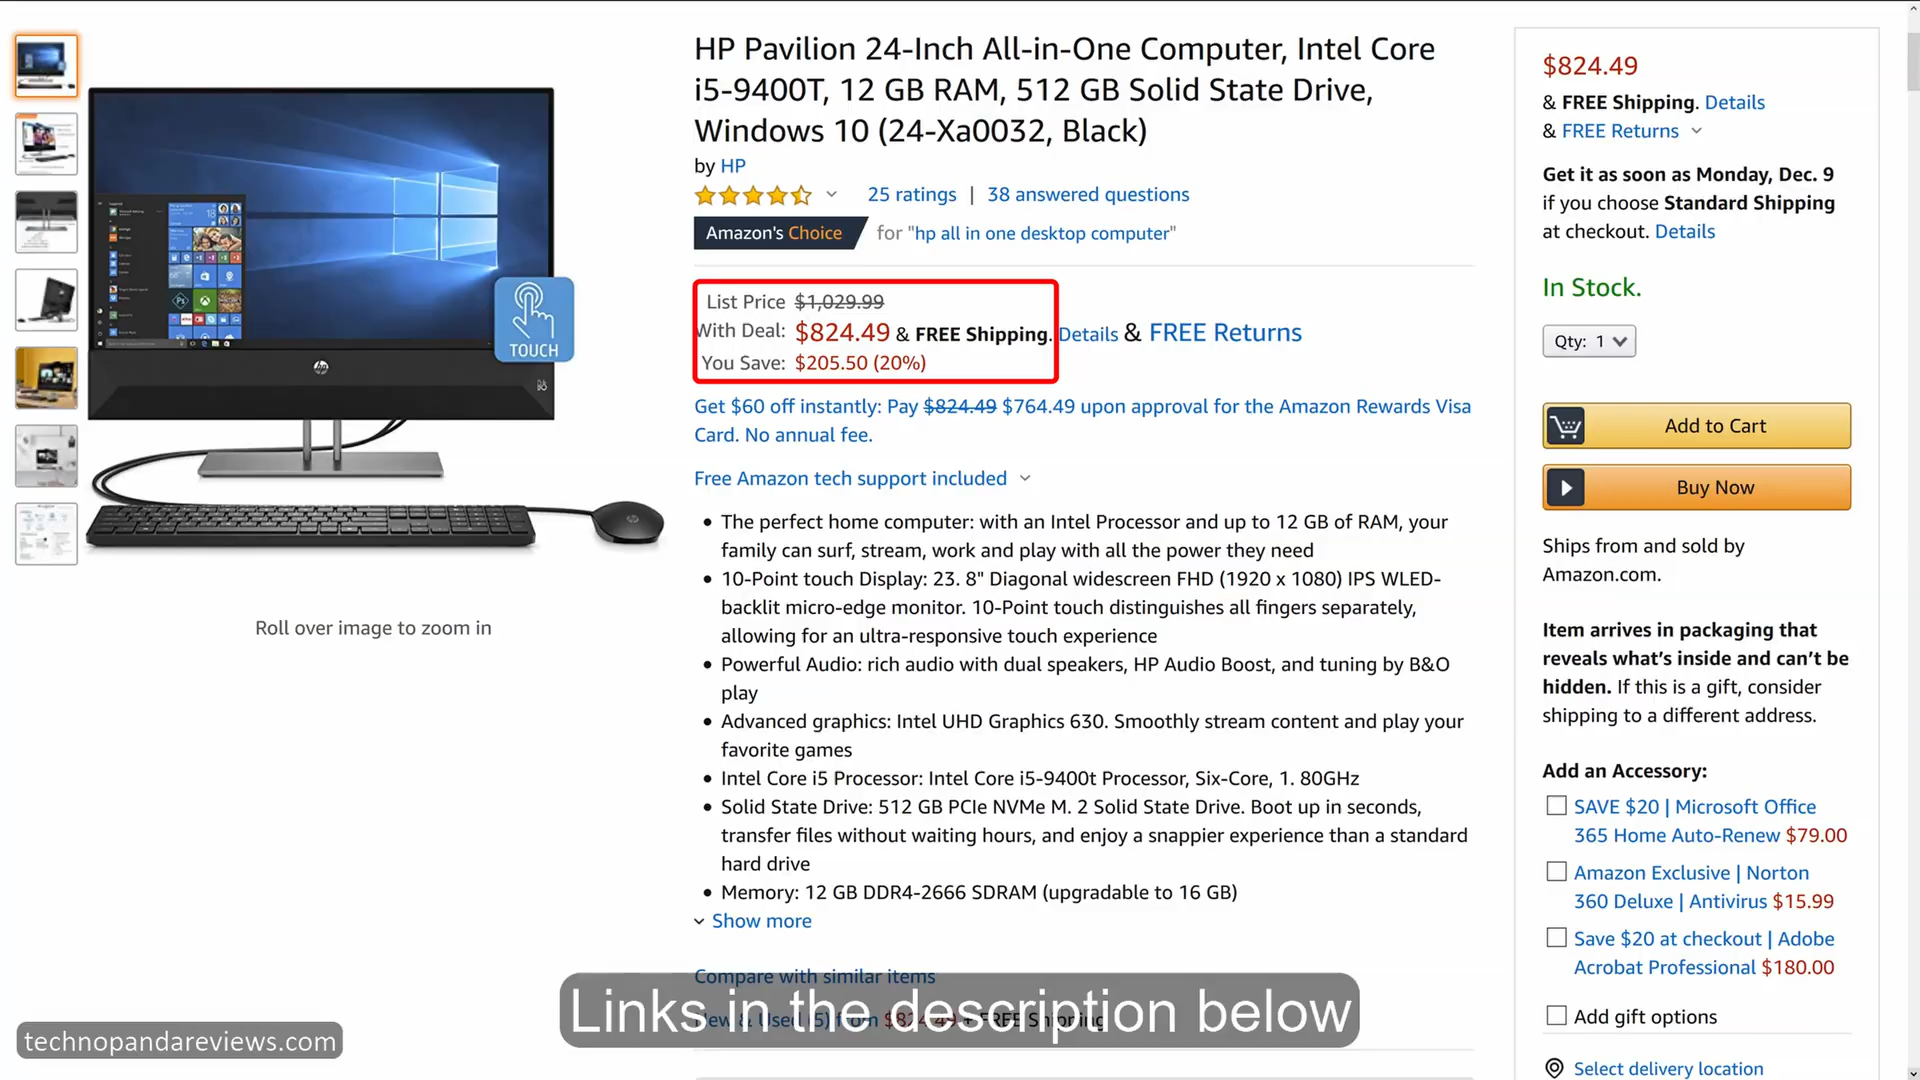 HP Pavilion 24-Inch All-in-One Computer, Intel Core
i5-9400T, 12 GB RAM, 512 GB Solid State Drive,
Windows 10 (24-Xa0032, Black)
by HP
25 ratings | 38 answered questions
Amazon's Choice for "hp all in one desktop computer"
List Price $1,029.99
With Deal: $824.49 & FREE Shipping. Details & FREE Returns
You Save: $205.50 (20%)
Get $60 off instantly: Pay $824.49 $764.49 upon approval for the Amazon Rewards Visa
Card. No annual fee.
Free Amazon tech support included
• The perfect home computer: with an Intel Processor and up to 12 GB of RAM, your
family can surf, stream, work and play with all the power they need
• 10-Point touch Display: 23. 8" Diagonal widescreen FHD (1920 x 1080) IPS WLED-
backlit micro-edge monitor. 10-Point touch distinguishes all fingers separately,
allowing for an ultra-responsive touch experience
• Powerful Audio: rich audio with dual speakers, HP Audio Boost, and tuning by B&O
play
• Advanced graphics: Intel UHD Graphics 630. Smoothly stream content and play your
favorite games
• Intel Core i5 Processor: Intel Core i5-9400t Processor, Six-Core, 1. 80GHz
• Solid State Drive: 512 GB PCIe NVMe M. 2 Solid State Drive. Boot up in seconds,
transfer files without waiting hours, and enjoy a snappier experience than a standard
hard drive
• Memory: 12 GB DDR4-2666 SDRAM (upgradable to 16 GB)
Show more
Compare with similar items
New & Used (5) from $824.49 + FREE Shipping
Links in the description below
TOUCH
hp
Roll over image to zoom in
technopandareviews.com
$824.49
& FREE Shipping. Details
& FREE Returns
Get it as soon as Monday, Dec. 9
if you choose Standard Shipping
at checkout. Details
In Stock.
Qty: 1
Add to Cart
Buy Now
Ships from and sold by
Amazon.com.
Item arrives in packaging that
reveals what's inside and can't be
hidden. If this is a gift, consider
shipping to a different address.
Add an Accessory:
SAVE $20 | Microsoft Office
365 Home Auto-Renew $79.00
Amazon Exclusive | Norton
360 Deluxe | Antivirus $15.99
Save $20 at checkout | Adobe
Acrobat Professional $180.00
Add gift options
Select delivery location